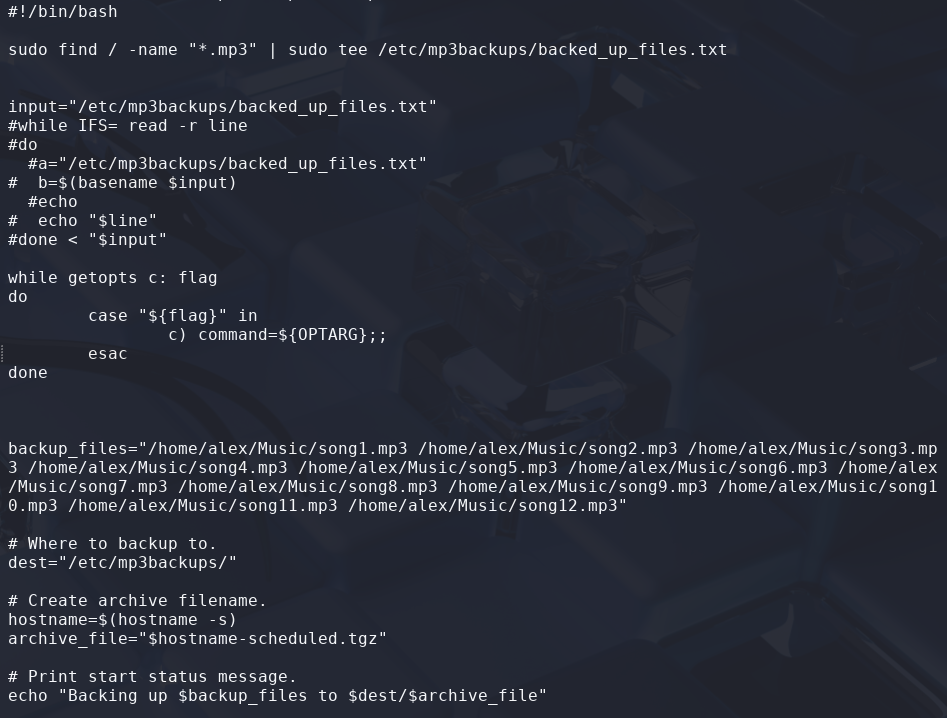 #!/bin/bash
sudo find / -name "*.mp3" | sudo tee /etc/mp3backups/backed_up_files.txt
input="/etc/mp3backups/backed_up_files.txt"
#while IFS= read -r line
#do
  #a="/etc/mp3backups/backed_up_files.txt"
#  b=$(basename $input)
  #echo
#  echo "$line"
#done < "$input"
while getopts c: flag
do
        case "${flag}" in
                c) command=${OPTARG};;
        esac
done
backup_files="/home/alex/Music/song1.mp3 /home/alex/Music/song2.mp3 /home/alex/Music/song3.mp
3 /home/alex/Music/song4.mp3 /home/alex/Music/song5.mp3 /home/alex/Music/song6.mp3 /home/alex
/Music/song7.mp3 /home/alex/Music/song8.mp3 /home/alex/Music/song9.mp3 /home/alex/Music/song1
0.mp3 /home/alex/Music/song11.mp3 /home/alex/Music/song12.mp3"
# Where to backup to.
dest="/etc/mp3backups/"
# Create archive filename.
hostname=$(hostname -s)
archive_file="$hostname-scheduled.tgz"
# Print start status message.
echo "Backing up $backup_files to $dest/$archive_file"